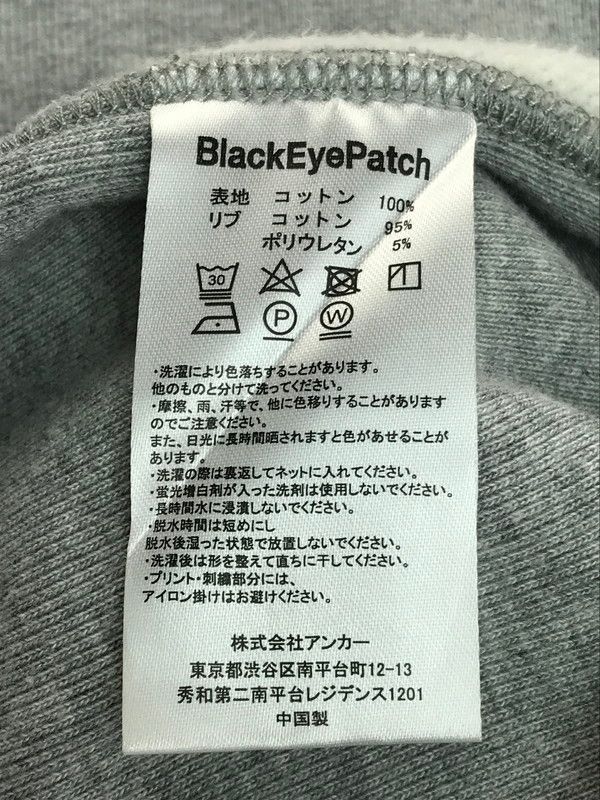 BlackEyePatch
表地 コットン 100%
リブ コットン 95%
ポリウレタン 5%
30
P W
・洗濯により色落ちすることがあります。
他のものと分けて洗ってください。
・摩擦、雨、汗等で、他に色移りすることがあります
のでご注意ください。
また、日光に長時間晒されますと色があせることが
あります。
・洗濯の際は裏返してネットに入れてください。
・蛍光増白剤が入った洗剤は使用しないでください。
・長時間水に浸漬しないでください。
・脱水時間は短めにし
脱水後湿った状態で放置しないでください。
・洗濯後は形を整えて直ちに干してください。
・プリント・刺繍部分には、
アイロン掛けはお避けください。
株式会社アンカー
東京都渋谷区南平台町12-13
秀和第二南平台レジデンス1201
中国製